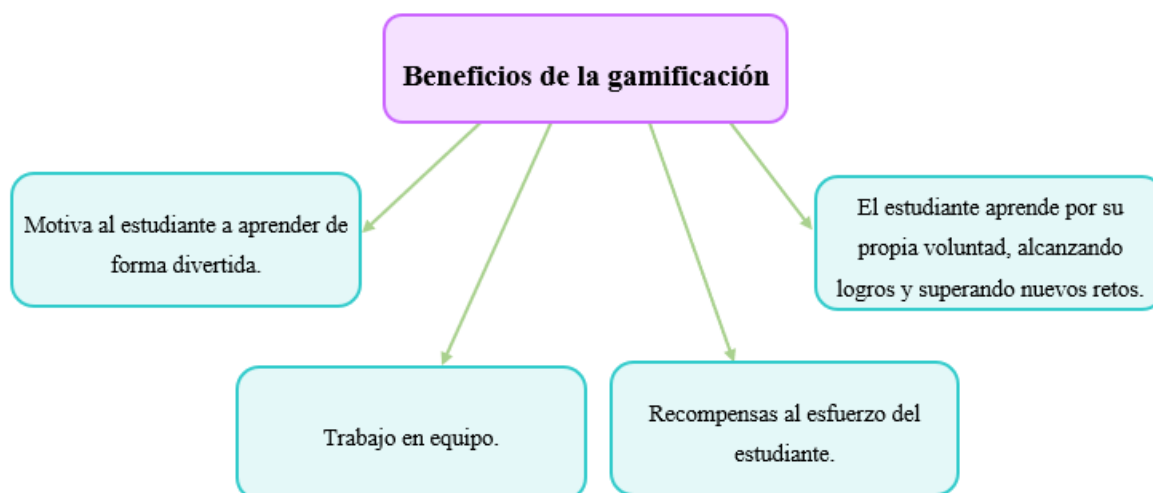 Beneficios de la gamificación
Motiva al estudiante a aprender de
forma divertida.
El estudiante aprende por su
propia voluntad, alcanzando
logros y superando nuevos retos.
Trabajo en equipo.
Recompensas al esfuerzo del
estudiante.